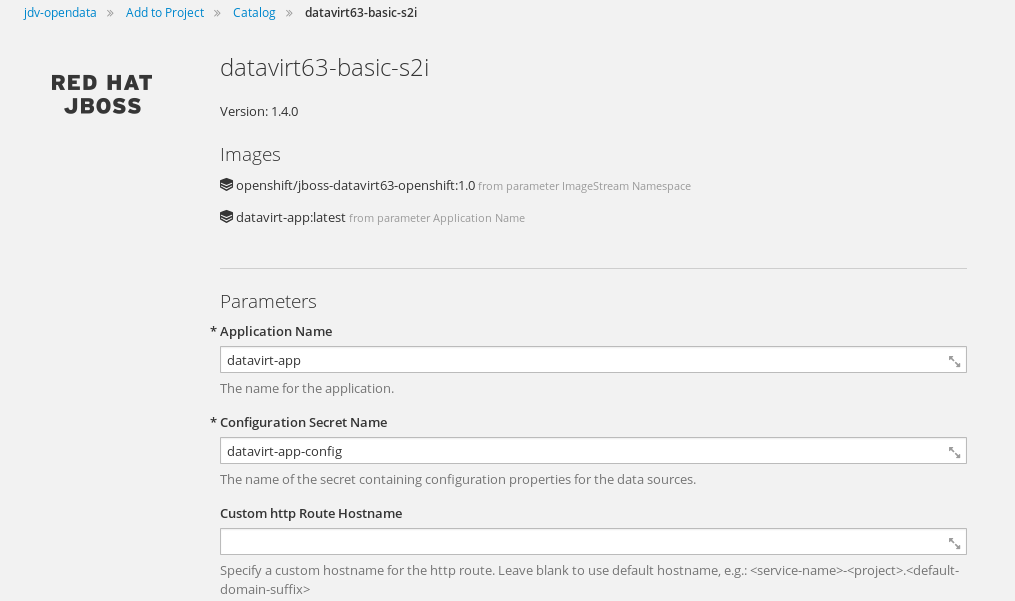 jdv-opendata » Add to Project » Catalog » datavirt63-basic-s2i
RED HAT
JBOSS
datavirt63-basic-s2i
Version: 1.4.0
Images
openshift/jboss-datavirt63-openshift:1.0 from parameter ImageStream Namespace
datavirt-app:latest from parameter Application Name
Parameters
* Application Name
datavirt-app
The name for the application.
* Configuration Secret Name
datavirt-app-config
The name of the secret containing configuration properties for the data sources.
Custom http Route Hostname
Specify a custom hostname for the http route. Leave blank to use default hostname, e.g.: <service-name>-<project>.<default-
domain-suffix>